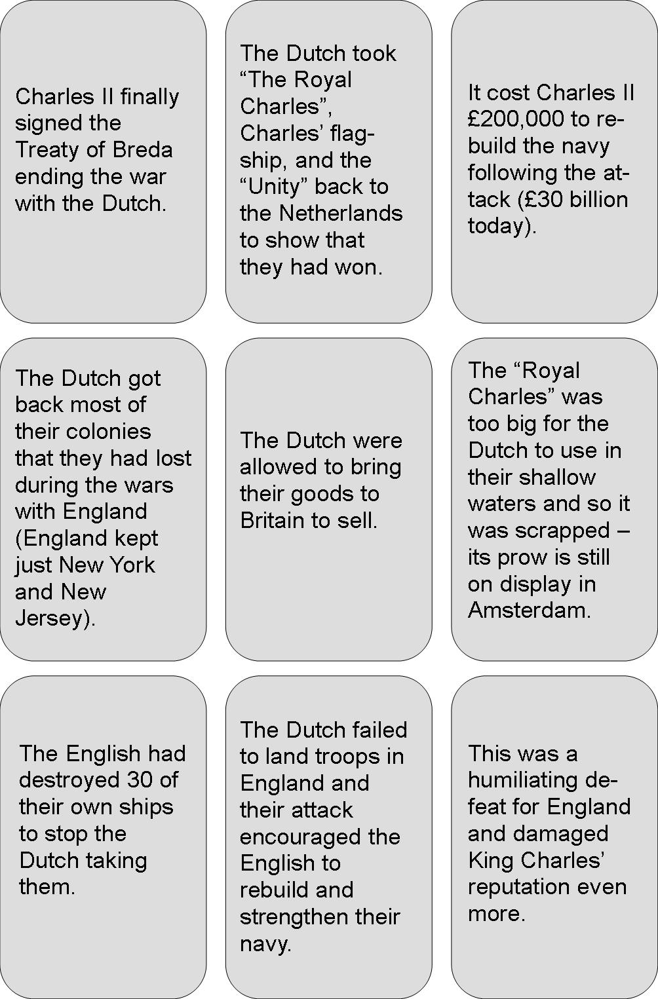 Charles II finally
signed the
Treaty of Breda
ending the war
with the Dutch.
The Dutch took
“The Royal
Charles”,
Charles’ flag-
ship, and the
“Unity” back to
the Netherlands
to show that
they had won.
It cost Charles II
£200,000 to re-
build the navy
following the at-
tack (£30 billion
today).
The Dutch got
back most of
their colonies
that they had lost
during the wars
with England
(England kept
just New York
and New
Jersey).
The Dutch were
allowed to bring
their goods to
Britain to sell.
The “Royal
Charles” was
too big for the
Dutch to use in
their shallow
waters and so it
was scrapped –
its prow is still
on display in
Amsterdam.
The English had
destroyed 30 of
their own ships
to stop the
Dutch taking
them.
The Dutch failed
to land troops in
England and
their attack
encouraged the
English to
rebuild and
strengthen their
navy.
This was a
humiliating de-
feat for England
and damaged
King Charles’
reputation even
more.